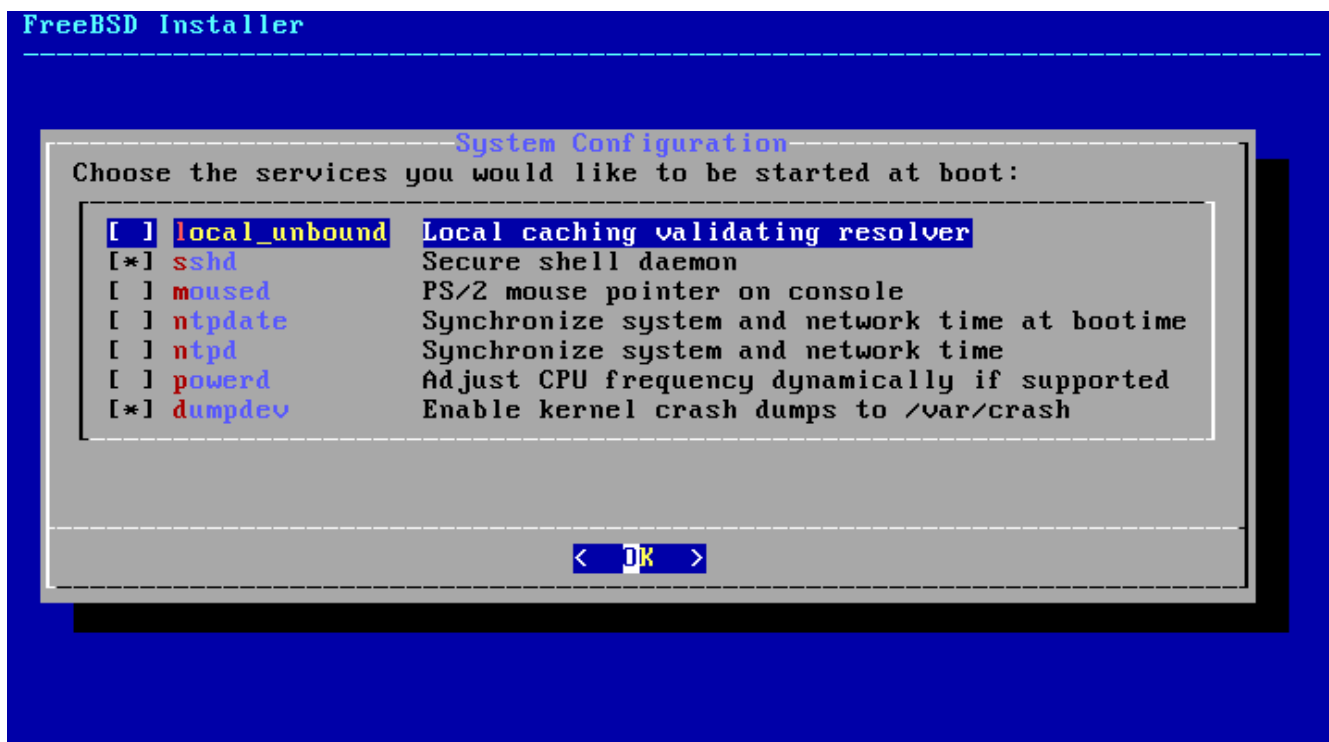 FreeBSD Installer
System Configuration
Choose the services you would like to be started at boot:
[ ] local_unbound Local caching validating resolver
[*] sshd Secure shell daemon
[ ] moused PS/2 mouse pointer on console
[ ] ntpdate Synchronize system and network time at bootime
[ ] ntpd Synchronize system and network time
[ ] powerd Adjust CPU frequency dynamically if supported
[*] dumpdev Enable kernel crash dumps to /var/crash
< OK >